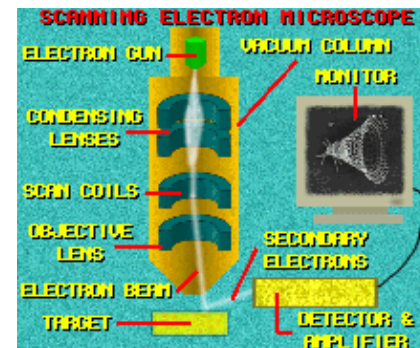 SCANNING ELECTRON MICROSCOPE
ELECTRON GUN
VACUUM COLUMN
MONITOR
CONDENSING
LENSES
SCAN COILS
OBJECTIVE
LENS
SECONDARY
ELECTRONS
ELECTRON BEAM
TARGET
DETECTOR &
AMPLIFIER